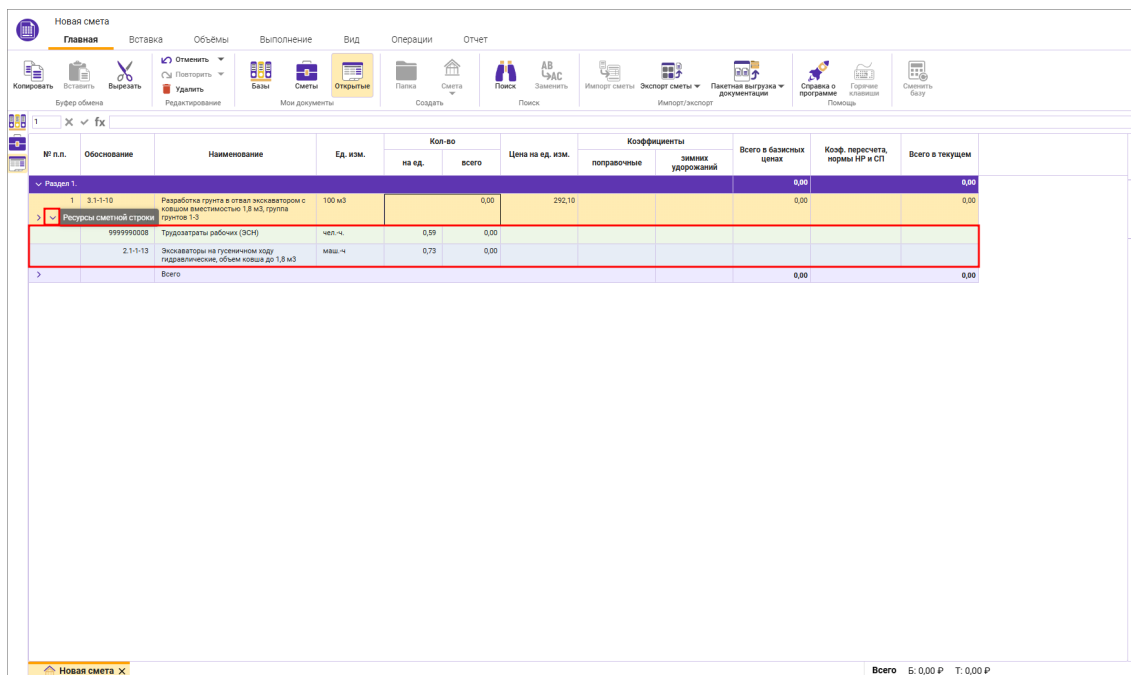 Новая смета
Главная Вставка Объёмы Выполнение Вид Операции Отчет
Копировать Вставить Вырезать
Буфер обмена
Отменить
Повторить
Удалить
Редактирование
Базы Сметы Открытые
Мои документы
Папка Смета
Создать
Поиск Заменить
AB
AC
Поиск
Импорт сметы Экспорт сметы Пакетная выгрузка документации
Импорт/экспорт
Справка о программе Горячие клавиши
Помощь
Сменить базу
1 fx
№ п.п. Обоснование Наименование Ед. изм. Кол-во Цена на ед. изм. Коэффициенты Всего в базисных ценах Коэф. пересчета, нормы НР и СП Всего в текущем
на ед. всего поправочные зимних удорожаний
Раздел 1. 0,00 0,00
1 3.1-1-10 Разработка грунта в отвал экскаватором с 100 м3 0,00 292,10 0,00 0,00
ковшом вместимостью 1,8 м3, группа
Ресурсы сметной строки грунтов 1-3
9999990008 Трудозатраты рабочих (ЭСН) чел.-ч. 0,59 0,00
2.1-1-13 Экскаваторы на гусеничном ходу маш.-ч 0,73 0,00
гидравлические, объем ковша до 1,8 м3
Всего 0,00 0,00
Новая смета Всего Б: 0,00 ₽ Т: 0,00 ₽